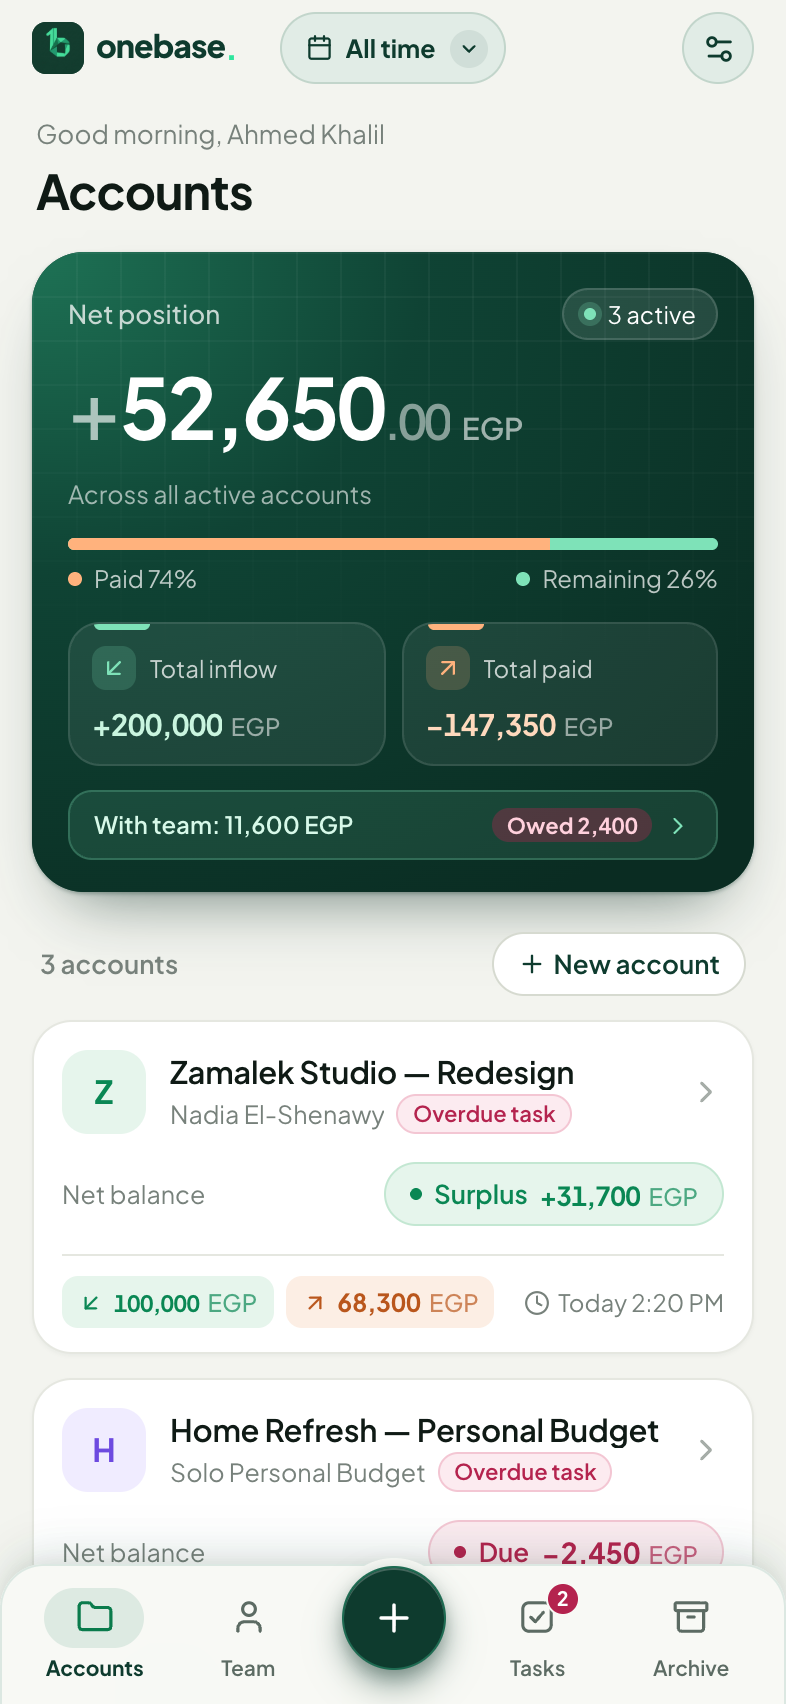 onebase.
All time
Good morning, Ahmed Khalil
Accounts
Net position
3 active
+52,650.00 EGP
Across all active accounts
Paid 74%
Remaining 26%
Total inflow
+200,000 EGP
Total paid
−147,350 EGP
With team: 11,600 EGP
Owed 2,400
3 accounts
+ New account
Z
Zamalek Studio — Redesign
Nadia El-Shenawy
Overdue task
Net balance
Surplus +31,700 EGP
100,000 EGP
68,300 EGP
Today 2:20 PM
H
Home Refresh — Personal Budget
Solo Personal Budget
Overdue task
Net balance
Due −2,450 EGP
Accounts
Team
2
Tasks
Archive